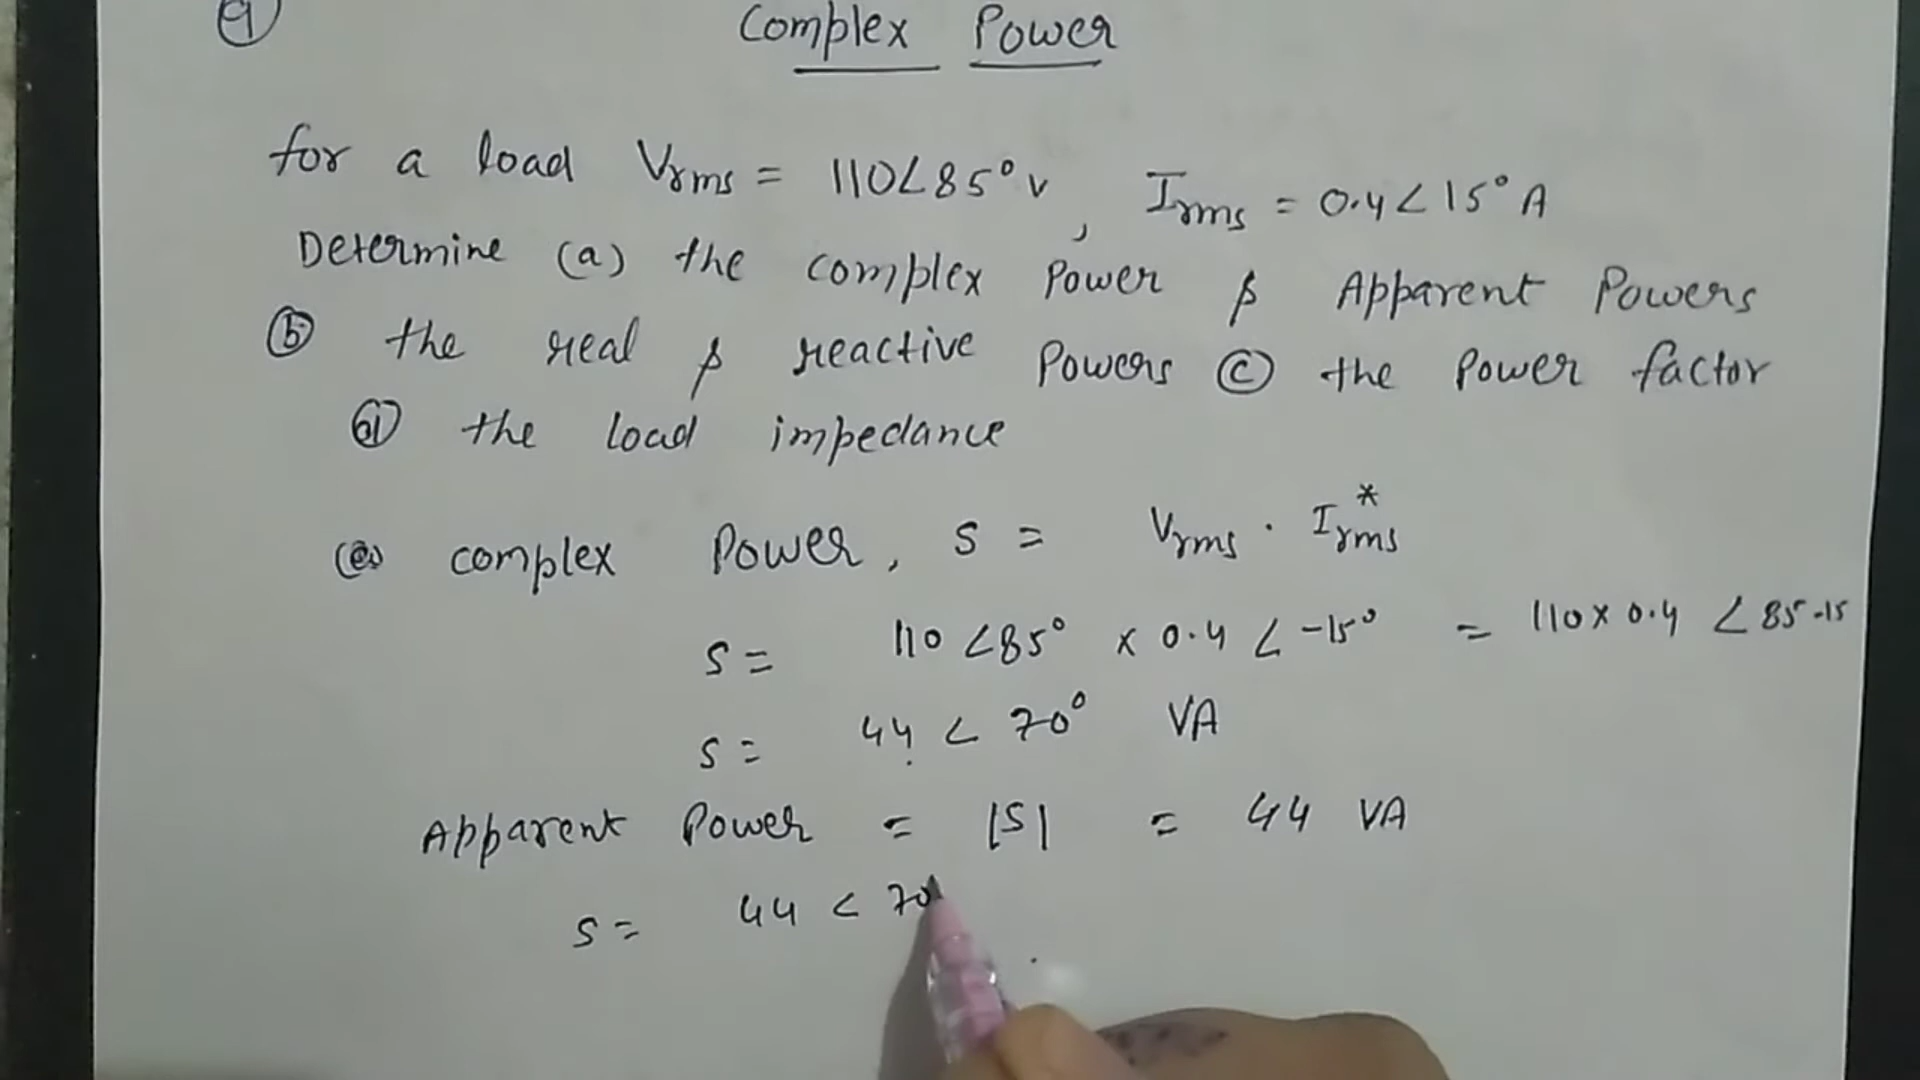 9
Complex Power
for a load Vrms = 110∠85° V, Irms = 0.4∠15° A
Determine (a) the complex Power & Apparent Powers
(b) the real & reactive Powers (c) the Power factor
(d) the load impedance
(a) complex Power, S = Vrms · Irms*
S = 110 ∠85° × 0.4 ∠-15° = 110×0.4 ∠85-15
S = 44 < 70° VA
Apparent Power = |S| = 44 VA
S = 44 < 70